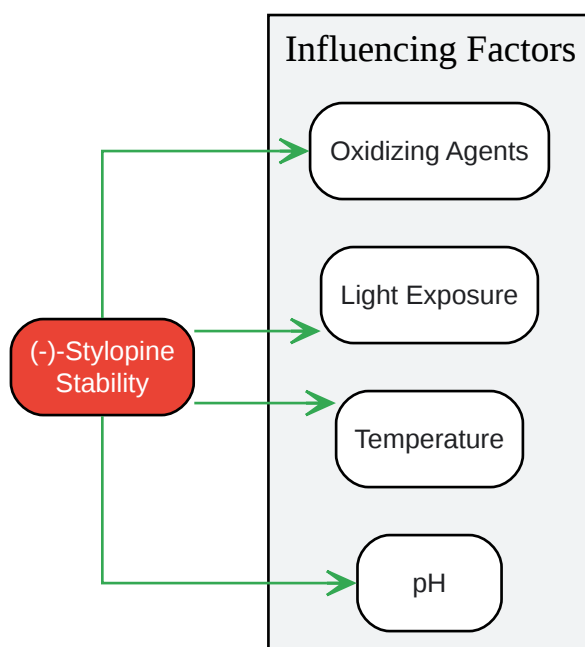 Influencing Factors
Oxidizing Agents
Light Exposure
(-)-Stylopine
Stability
Temperature
pH